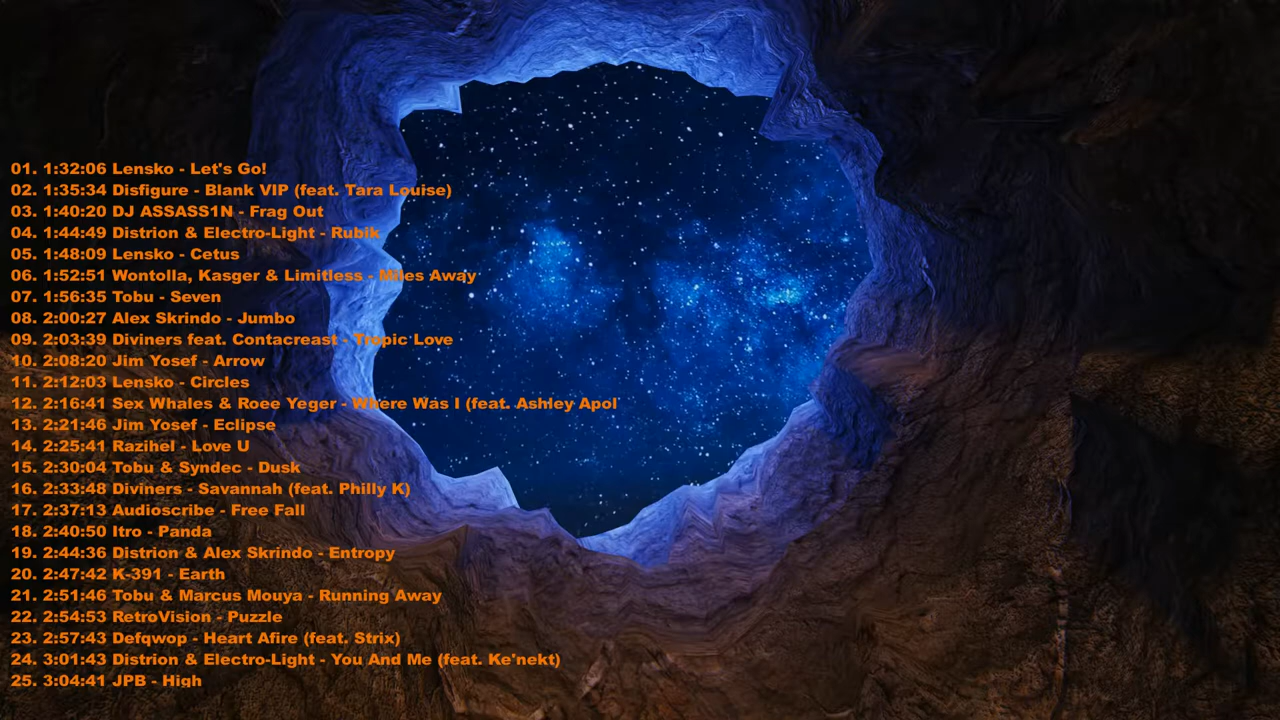 01. 1:32:06 Lensko - Let's Go!
02. 1:35:34 Disfigure - Blank VIP (feat. Tara Louise)
03. 1:40:20 DJ ASSASS1N - Frag Out
04. 1:44:49 Distrion & Electro-Light - Rubik
05. 1:48:09 Lensko - Cetus
06. 1:52:51 Wontolla, Kasger & Limitless - Miles Away
07. 1:56:35 Tobu - Seven
08. 2:00:27 Alex Skrindo - Jumbo
09. 2:03:39 Diviners feat. Contacreast - Tropic Love
10. 2:08:20 Jim Yosef - Arrow
11. 2:12:03 Lensko - Circles
12. 2:16:41 Sex Whales & Roee Yeger - Where Was I (feat. Ashley Apol
13. 2:21:46 Jim Yosef - Eclipse
14. 2:25:41 Razihel - Love U
15. 2:30:04 Tobu & Syndec - Dusk
16. 2:33:48 Diviners - Savannah (feat. Philly K)
17. 2:37:13 Audioscribe - Free Fall
18. 2:40:50 Itro - Panda
19. 2:44:36 Distrion & Alex Skrindo - Entropy
20. 2:47:42 K-391 - Earth
21. 2:51:46 Tobu & Marcus Mouya - Running Away
22. 2:54:53 RetroVision - Puzzle
23. 2:57:43 Defqwop - Heart Afire (feat. Strix)
24. 3:01:43 Distrion & Electro-Light - You And Me (feat. Ke'nekt)
25. 3:04:41 JPB - High